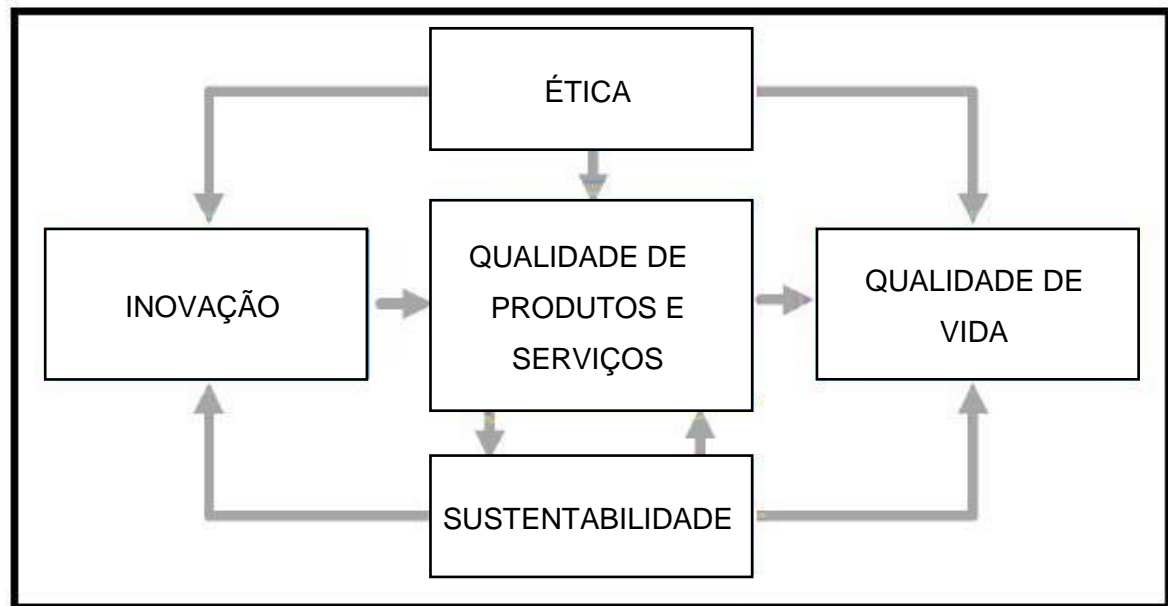 ÉTICA
INOVAÇÃO
QUALIDADE DE
PRODUTOS E
SERVIÇOS
QUALIDADE DE
VIDA
SUSTENTABILIDADE